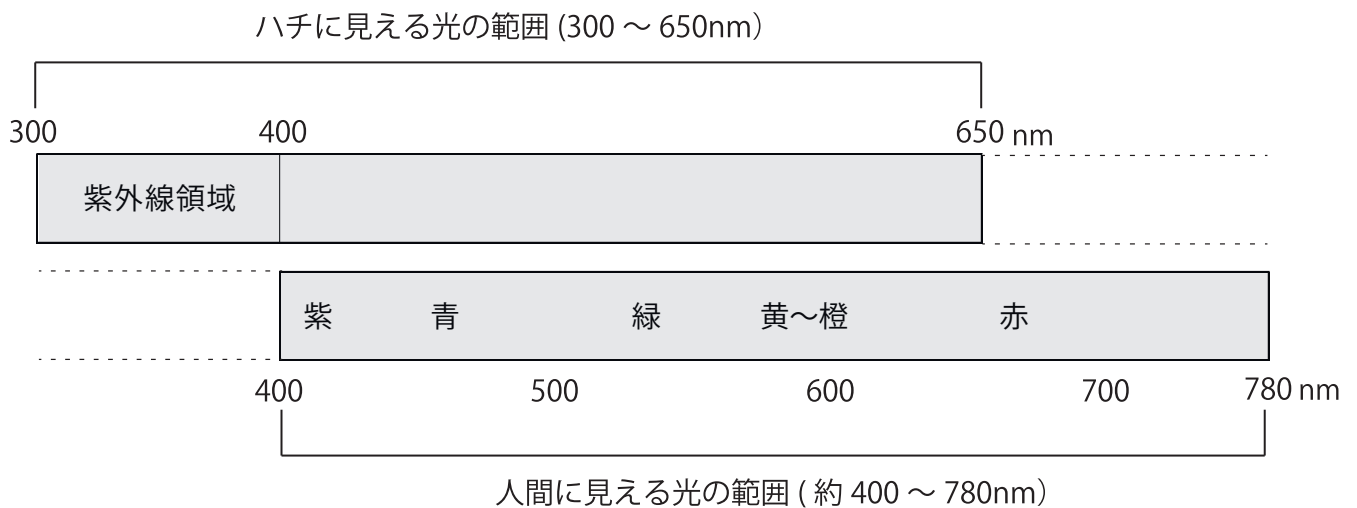 ハチに見える光の範囲 (300 ～ 650nm）
300 400 650 nm
紫外線領域
紫 青 緑 黄～橙 赤
400 500 600 700 780 nm
人間に見える光の範囲 ( 約 400 ～ 780nm）